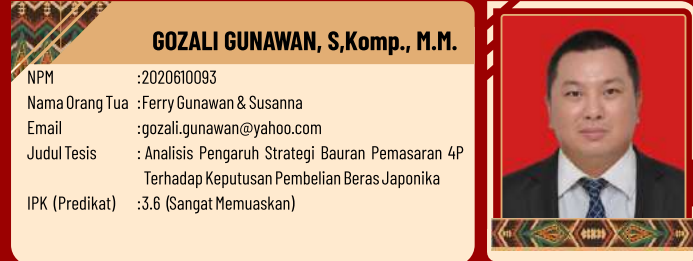 GOZALI GUNAWAN, S,Komp., M.M.
NPM :2020610093
Nama Orang Tua :Ferry Gunawan & Susanna
Email :gozali.gunawan@yahoo.com
Judul Tesis : Analisis Pengaruh Strategi Bauran Pemasaran 4P
Terhadap Keputusan Pembelian Beras Japonika
IPK (Predikat) :3.6 (Sangat Memuaskan)